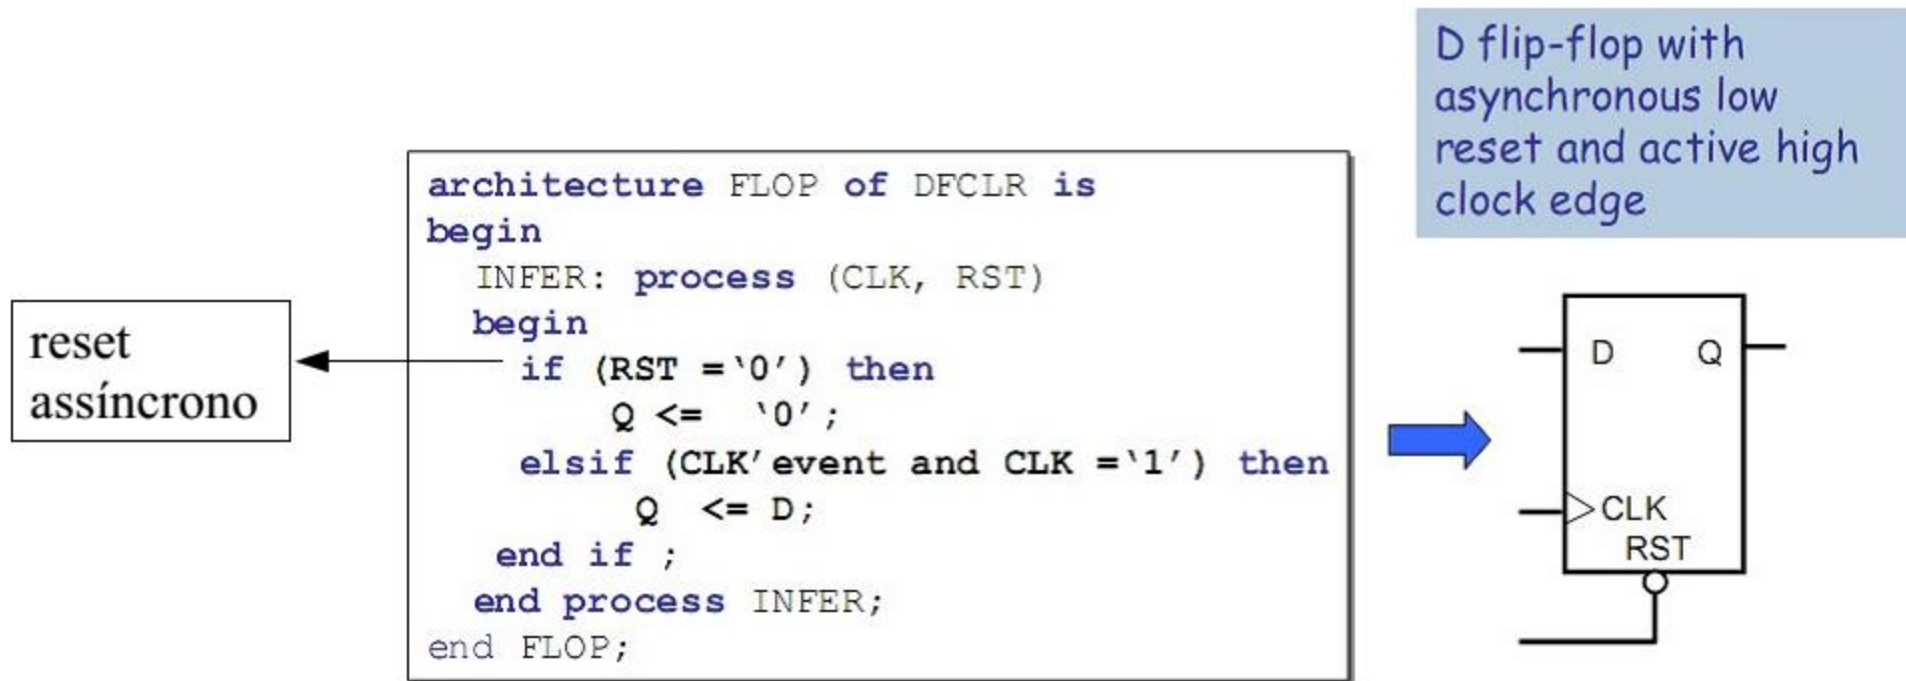 D flip-flop with
asynchronous low
reset and active high
clock edge
architecture FLOP of DFCLR is
begin
INFER: process (CLK, RST)
begin
if (RST =‘0’) then
Q <= ‘0’;
elsif (CLK’event and CLK =‘1’) then
Q <= D;
end if ;
end process INFER;
end FLOP;
reset
assíncrono
D Q
CLK
RST